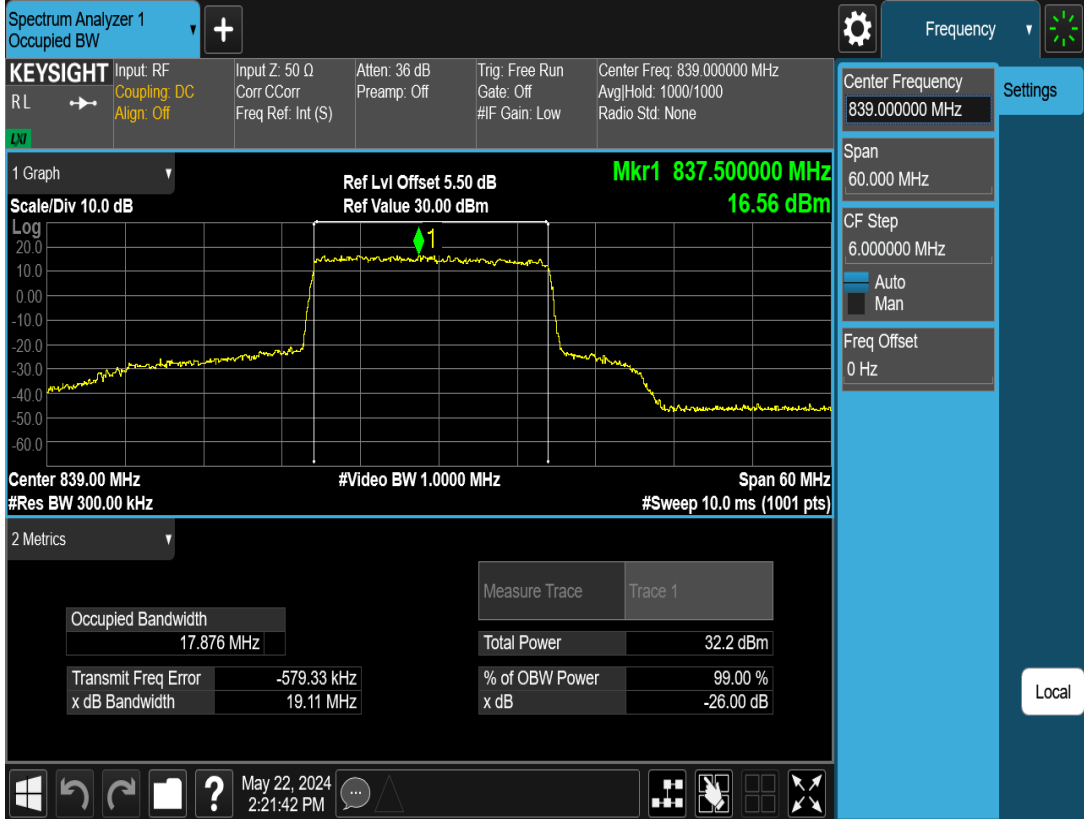 Spectrum Analyzer 1
Occupied BW
+
Frequency
KEYSIGHT
RL
LXI
Input: RF
Coupling: DC
Align: Off
Input Z: 50 Ω
Corr CCorr
Freq Ref: Int (S)
Atten: 36 dB
Preamp: Off
Trig: Free Run
Gate: Off
#IF Gain: Low
Center Freq: 839.000000 MHz
Avg|Hold: 1000/1000
Radio Std: None
Center Frequency
839.000000 MHz
Settings
Span
60.000 MHz
CF Step
6.000000 MHz
Auto
Man
Freq Offset
0 Hz
Local
1 Graph
Scale/Div 10.0 dB
Ref Lvl Offset 5.50 dB
Ref Value 30.00 dBm
Mkr1 837.500000 MHz
16.56 dBm
Log
20.0
10.0
0.00
-10.0
-20.0
-30.0
-40.0
-50.0
-60.0
1
Center 839.00 MHz
#Video BW 1.0000 MHz
Span 60 MHz
#Res BW 300.00 kHz
#Sweep 10.0 ms (1001 pts)
2 Metrics
Measure Trace Trace 1
Occupied Bandwidth
17.876 MHz
Total Power 32.2 dBm
Transmit Freq Error -579.33 kHz
% of OBW Power 99.00 %
x dB Bandwidth 19.11 MHz
x dB -26.00 dB
?
May 22, 2024
2:21:42 PM